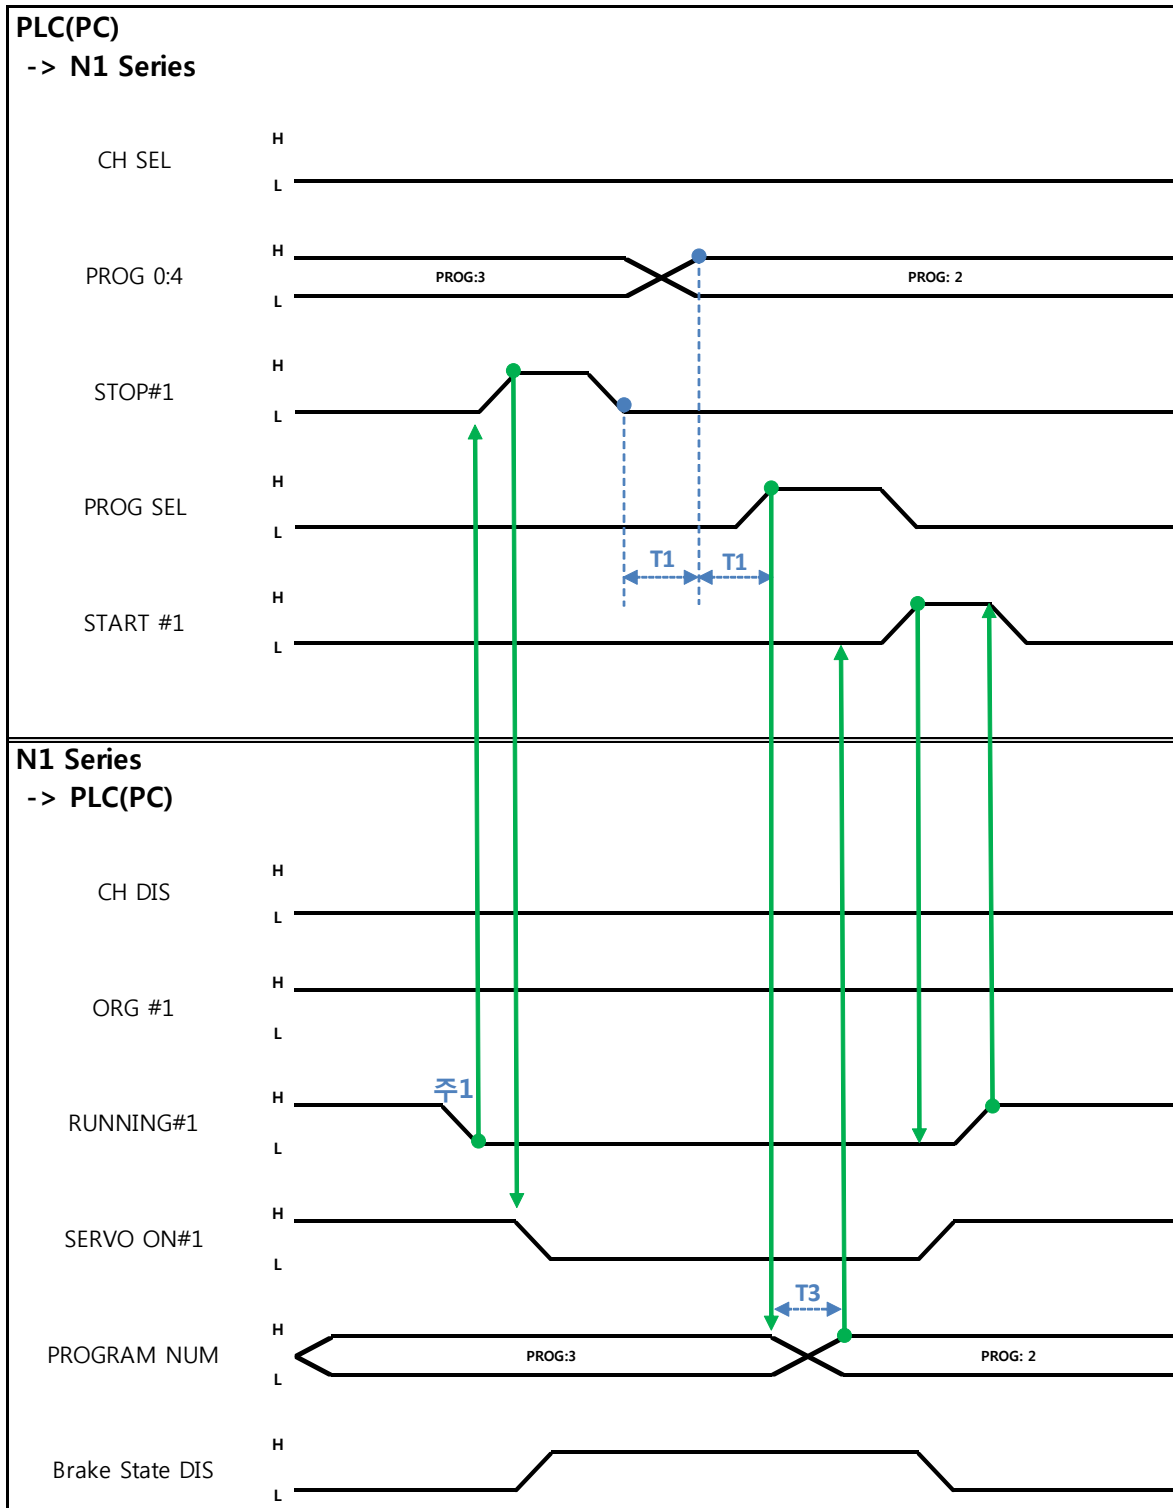 PLC(PC)
-> N1 Series
H
CH SEL
L
H
PROG 0:4
PROG:3
PROG: 2
L
H
STOP#1
L
H
PROG SEL
L
T1
T1
H
START #1
L
N1 Series
-> PLC(PC)
H
CH DIS
L
H
ORG #1
L
주1
H
RUNNING#1
L
H
SERVO ON#1
L
T3
H
PROGRAM NUM
PROG:3
PROG: 2
L
H
Brake State DIS
L